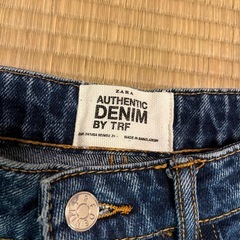 ZARA
AUTHENTIC
DENIM
BY TRF
MADE IN BANGLADESH